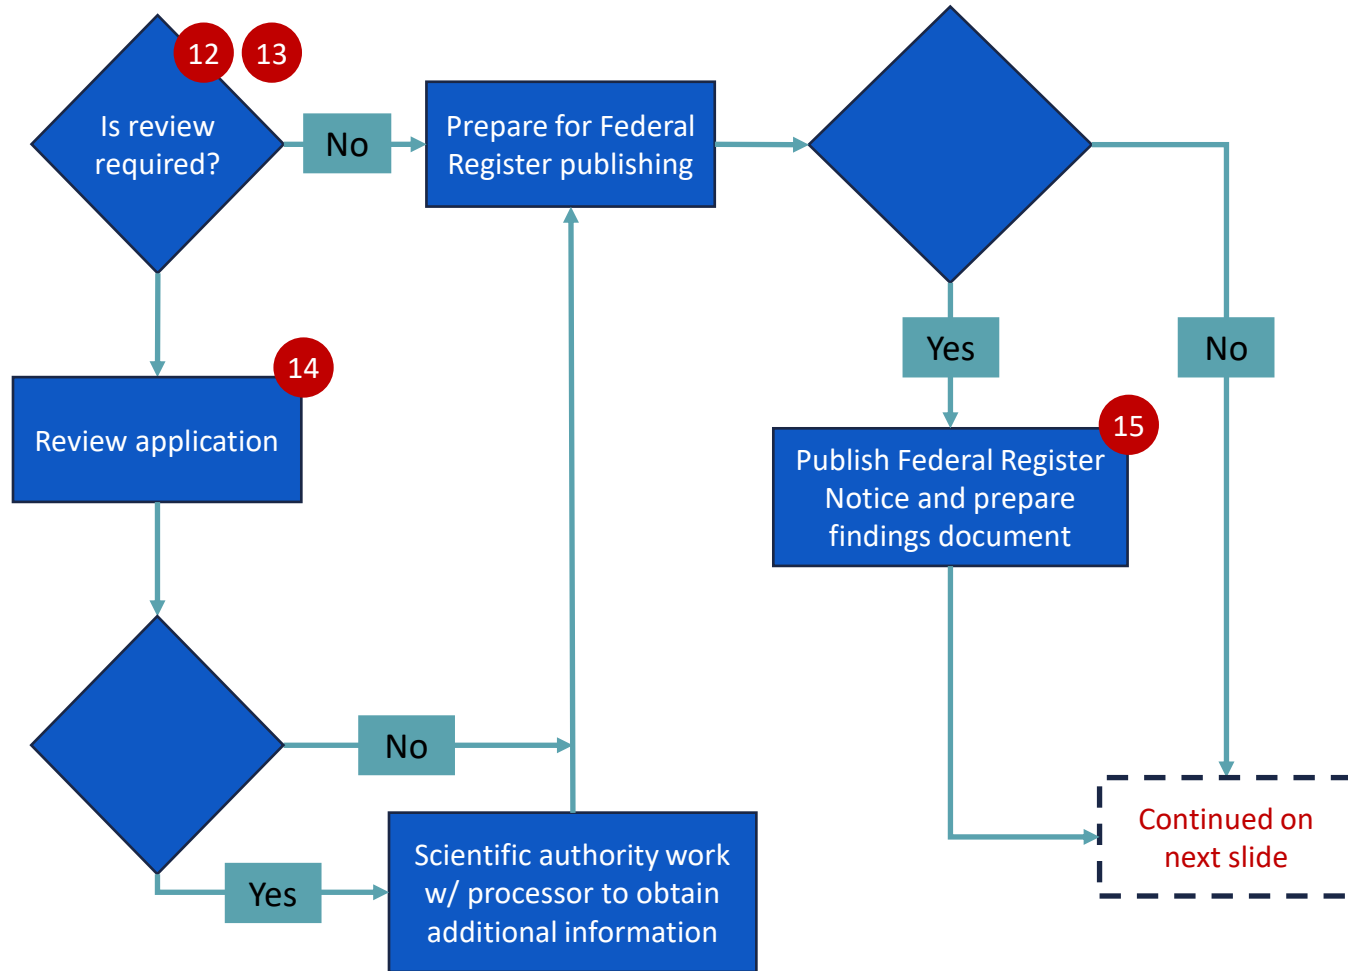 12
13
Is review
required?
No
Prepare for Federal
Register publishing
Yes
No
14
Review application
15
Publish Federal Register
Notice and prepare
findings document
No
Yes
Scientific authority work
w/ processor to obtain
additional information
Continued on
next slide